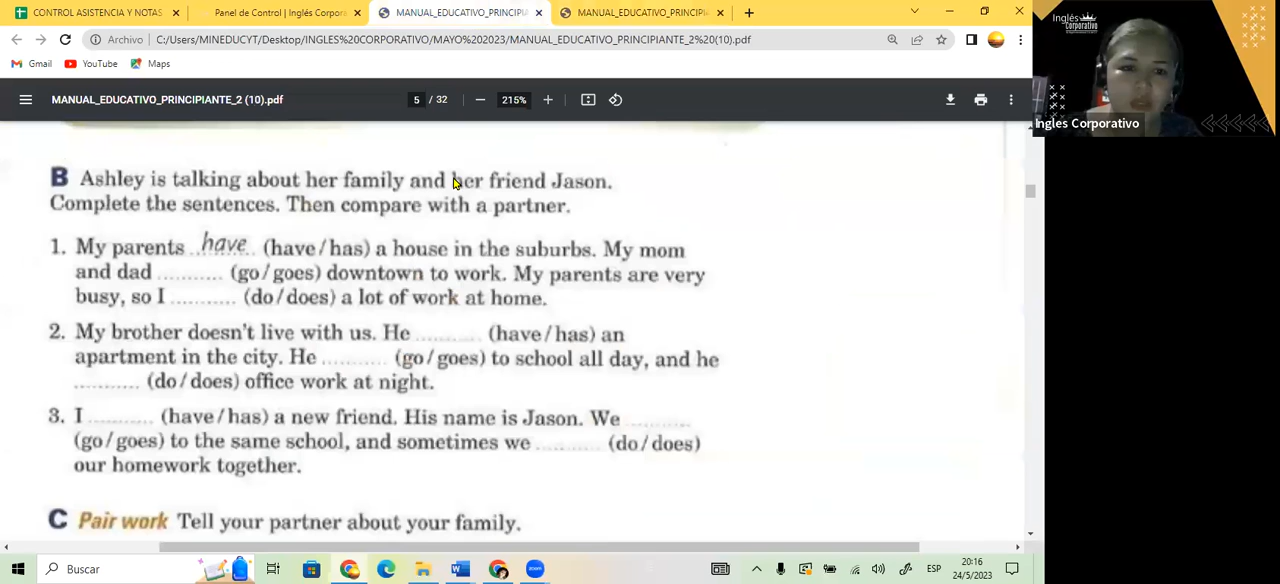 CONTROL ASISTENCIA Y NOTAS
Panel de Control | Inglés Corpora
MANUAL_EDUCATIVO_PRINCIPIA
MANUAL_EDUCATIVO_PRINCIPI
Archivo C:/Users/MINEDUCYT/Desktop/INGLES%20CORPORATIVO/MAYO%202023/MANUAL_EDUCATIVO_PRINCIPIANTE_2%20(10).pdf
Gmail YouTube Maps
MANUAL_EDUCATIVO_PRINCIPIANTE_2 (10).pdf 5 / 32 215%
B Ashley is talking about her family and her friend Jason.
Complete the sentences. Then compare with a partner.
1. My parents ..have.. (have/has) a house in the suburbs. My mom
and dad .......... (go/goes) downtown to work. My parents are very
busy, so I .......... (do/does) a lot of work at home.
2. My brother doesn't live with us. He .......... (have/has) an
apartment in the city. He .......... (go/goes) to school all day, and he
.......... (do/does) office work at night.
3. I .......... (have/has) a new friend. His name is Jason. We ..........
(go/goes) to the same school, and sometimes we .......... (do/does)
our homework together.
C Pair work Tell your partner about your family.
Inglés
Corporativo
Ingles Corporativo
Buscar
ESP
20:16
24/5/2023